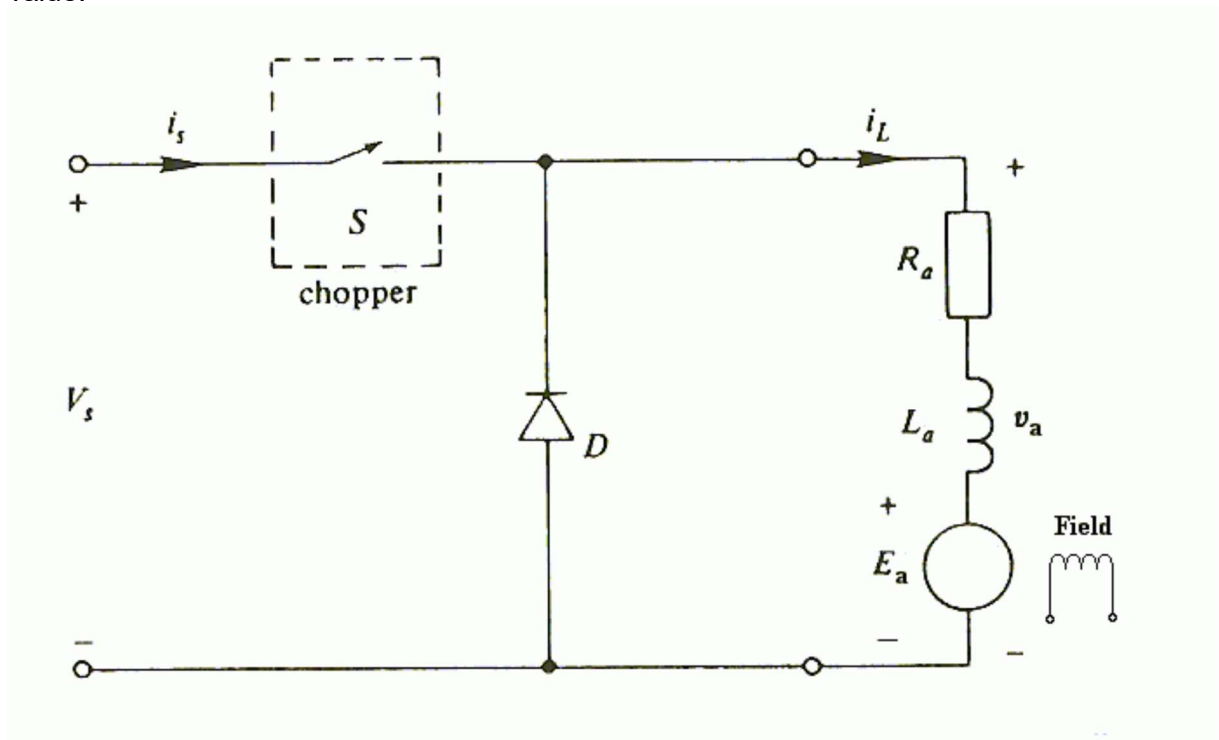 i_s
i_L
+
+
S
R_a
chopper
V_s
L_a
v_a
D
+
Field
E_a
–
–
–